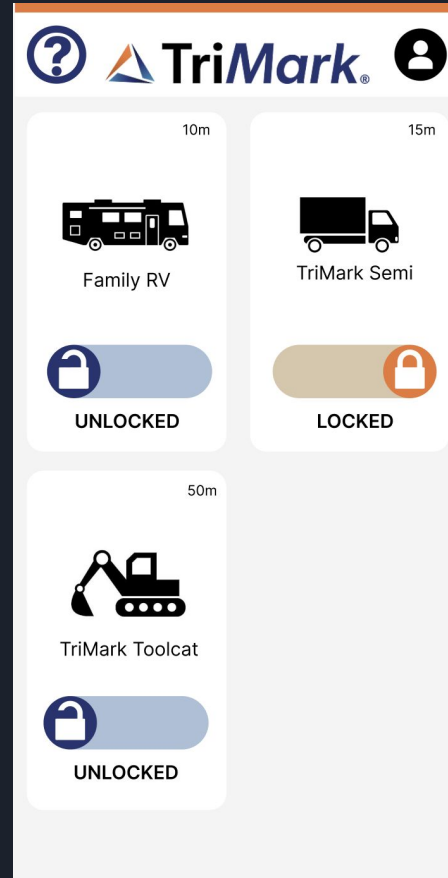 ?
TriMark®
10m
Family RV
UNLOCKED
15m
TriMark Semi
LOCKED
50m
TriMark Toolcat
UNLOCKED